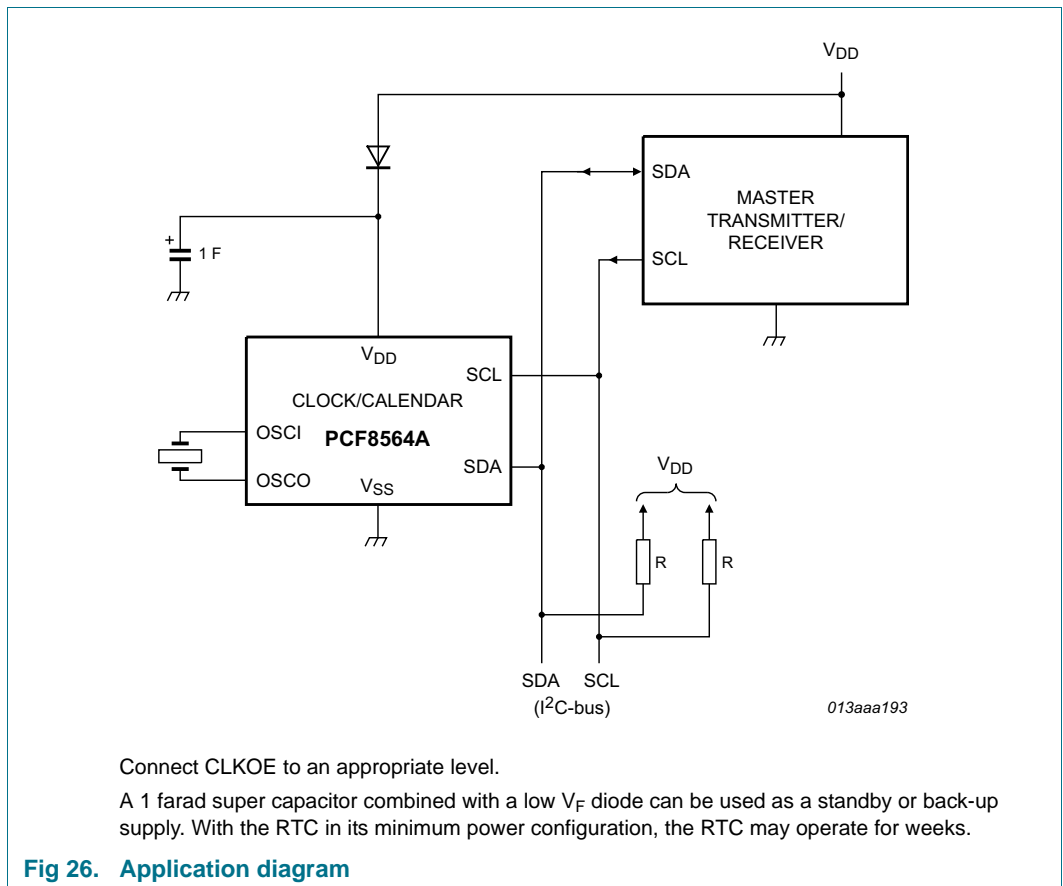 VDD
SDA
MASTER
TRANSMITTER/
RECEIVER
SCL
+
1 F
VDD
SCL
CLOCK/CALENDAR
OSCI
PCF8564A
SDA
OSCO
VSS
VDD
R
R
SDA SCL
(I²C-bus)
013aaa193
Connect CLKOE to an appropriate level.
A 1 farad super capacitor combined with a low VF diode can be used as a standby or back-up
supply. With the RTC in its minimum power configuration, the RTC may operate for weeks.
Fig 26. Application diagram